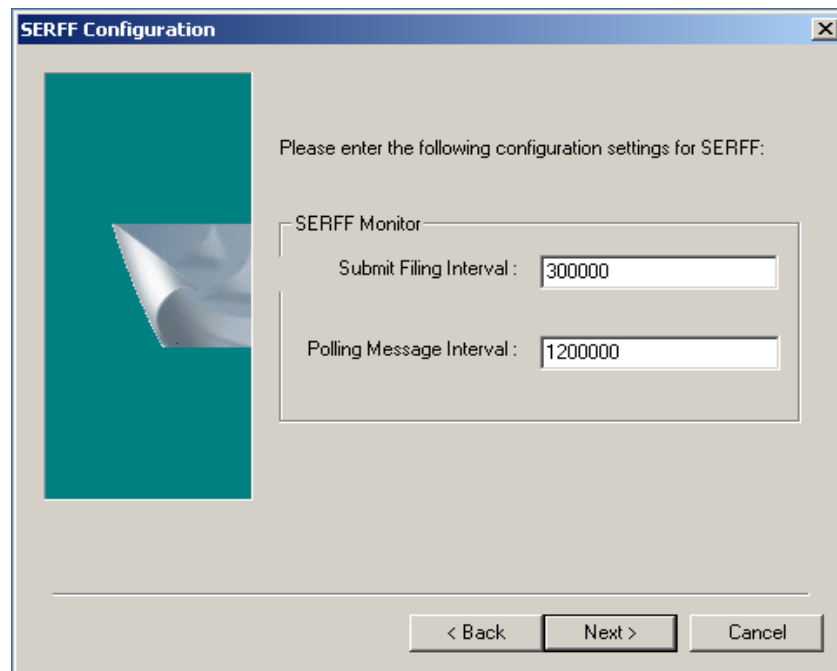 SERFF Configuration
Please enter the following configuration settings for SERFF:
SERFF Monitor
Submit Filing Interval : 300000
Polling Message Interval : 1200000
< Back Next > Cancel